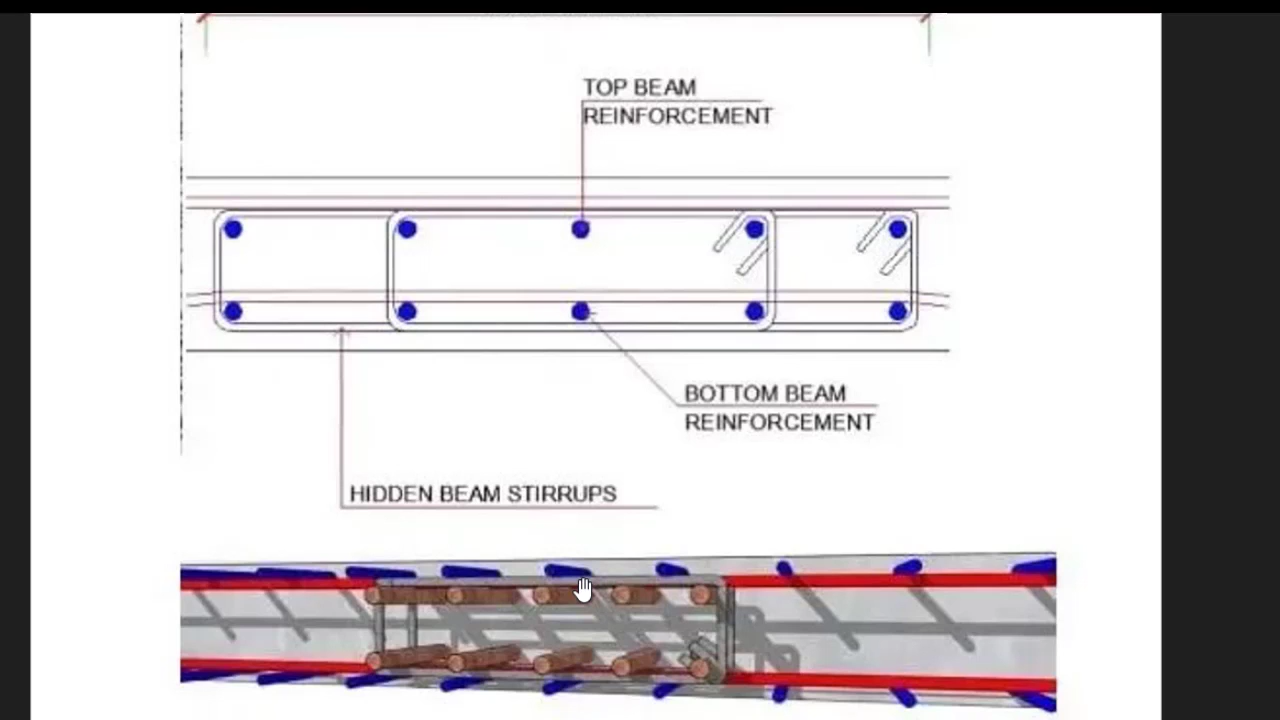 TOP BEAM
REINFORCEMENT
BOTTOM BEAM
REINFORCEMENT
HIDDEN BEAM STIRRUPS